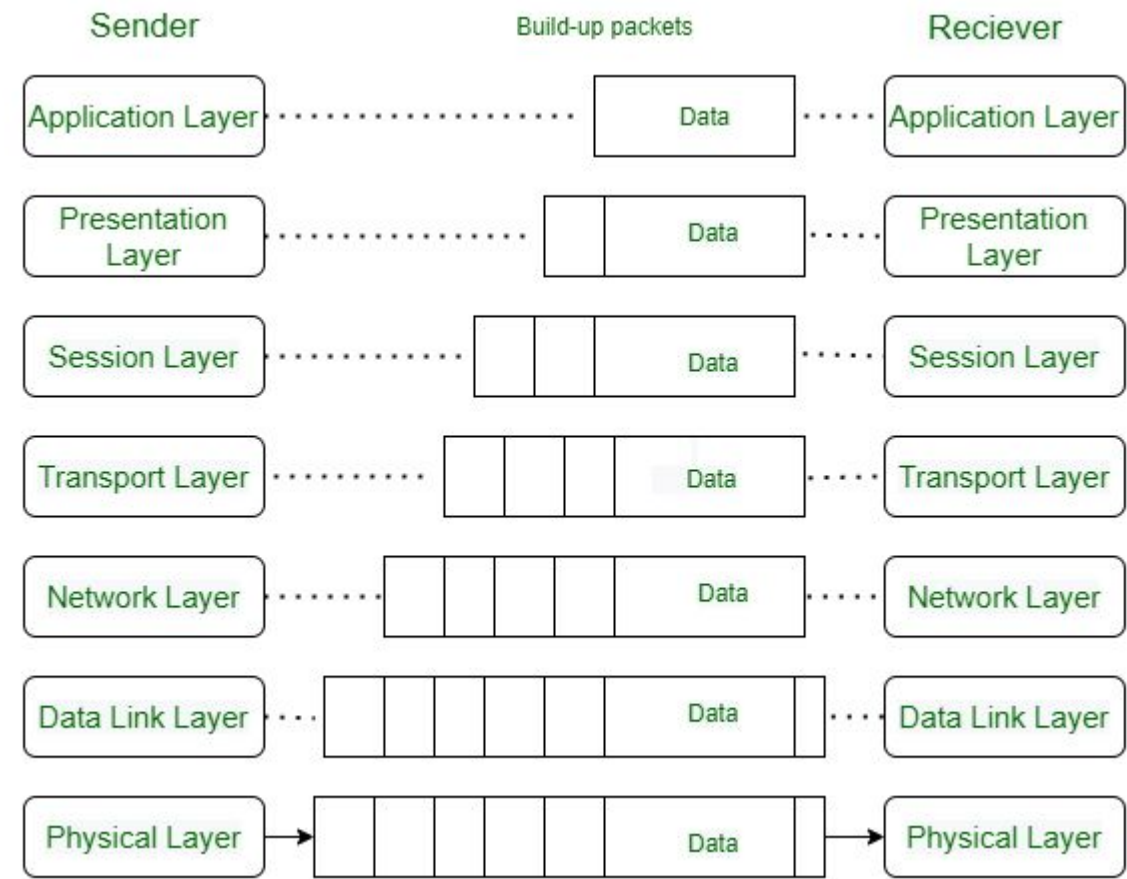 Sender
Build-up packets
Reciever
Application Layer
Data
Application Layer
Presentation
Layer
Data
Presentation
Layer
Session Layer
Data
Session Layer
Transport Layer
Data
Transport Layer
Network Layer
Data
Network Layer
Data Link Layer
Data
Data Link Layer
Physical Layer
Data
Physical Layer